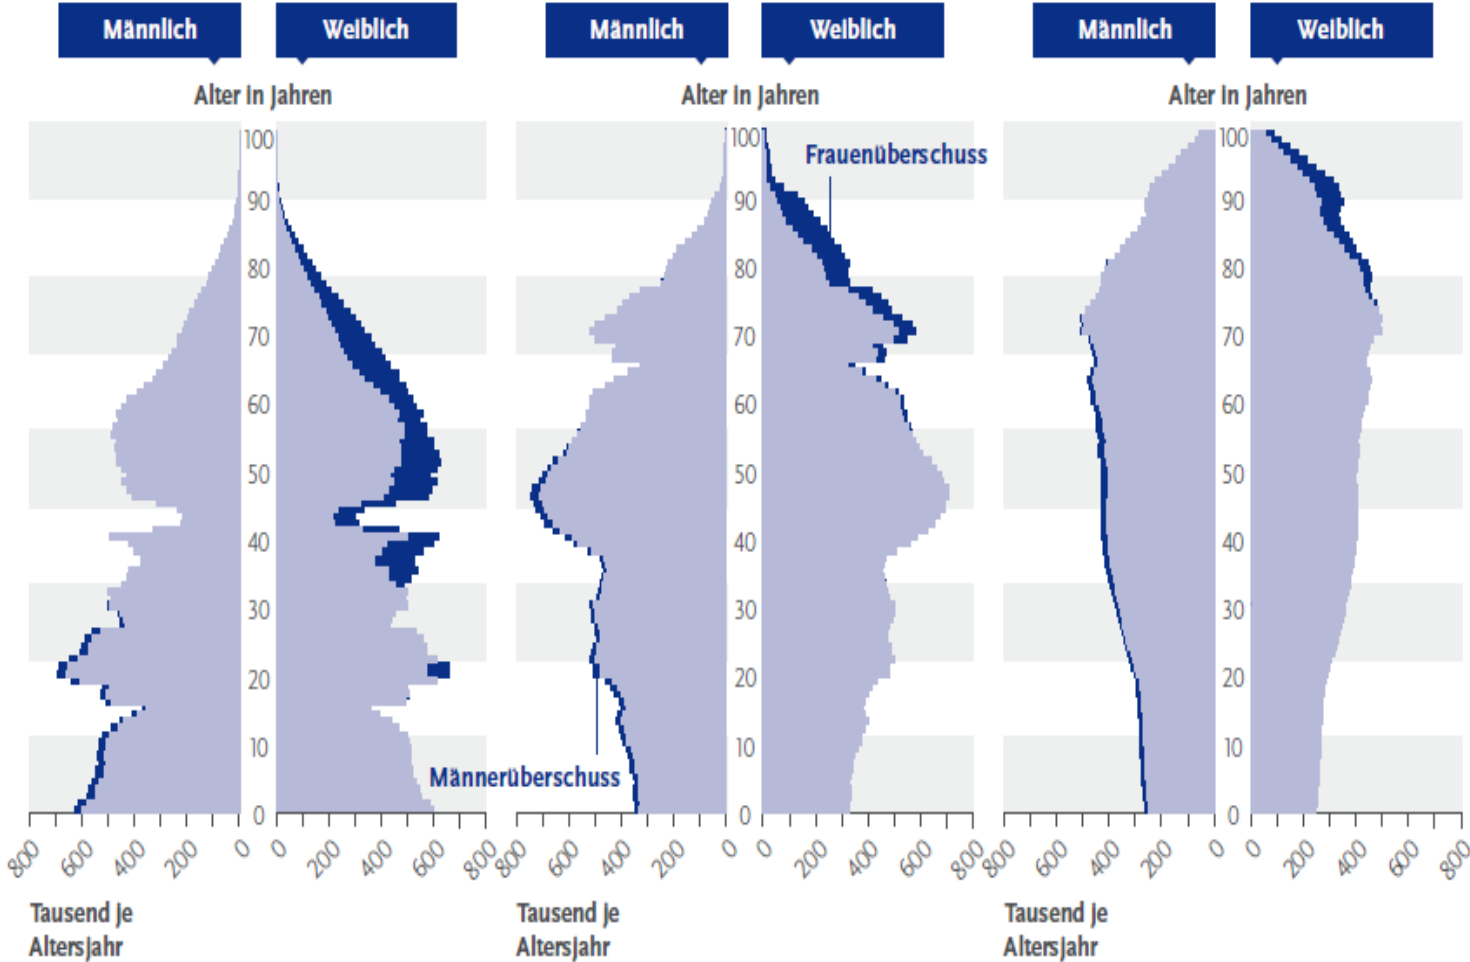 Männlich Weiblich Männlich Weiblich Männlich Weiblich
Alter in Jahren Alter in Jahren Alter in Jahren
100 100 100
Frauenüberschuss
90 90 90
80 80 80
70 70 70
60 60 60
50 50 50
40 40 40
30 30 30
20 20 20
10 10 10
Männerüberschuss
0 0 0
800 600 400 200 0 0 200 400 600 800 800 600 400 200 0 0 200 400 600 800 800 600 400 200 0 0 200 400 600 800
Tausend je Tausend je Tausend je
Altersjahr Altersjahr Altersjahr